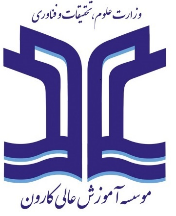 وزارت علوم، تحقیقات و فناوری
موسسه آموزش عالی کارون